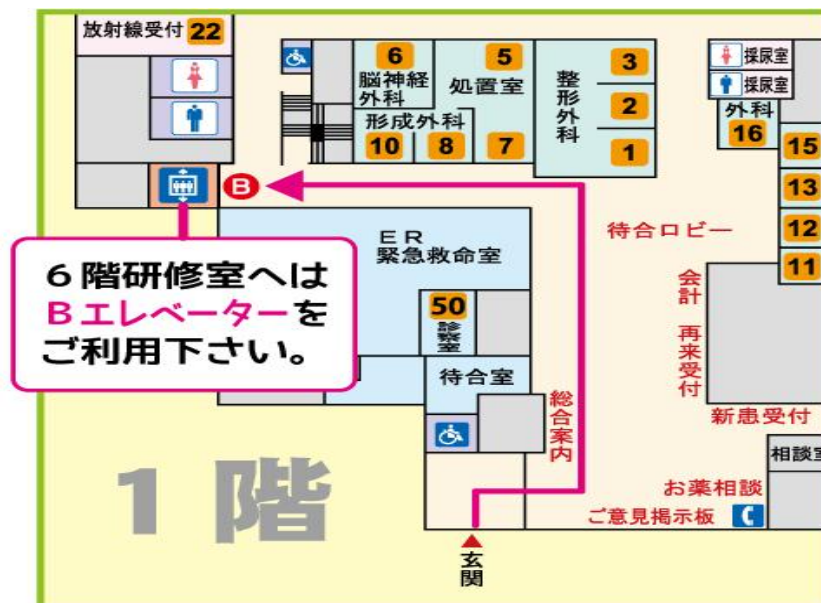 放射線受付 22
6
脳神経
外科
5
処置室
整形外科
3
2
1
形成外科
10
8
7
採尿室
採尿室
外科
16
15
13
12
11
B
ER
緊急救命室
待合ロビー
6階研修室へは
Bエレベーターを
ご利用下さい。
50
診察室
待合室
会計 再来受付
総合案内
新患受付
相談室
お薬相談
ご意見掲示板
1階
玄関